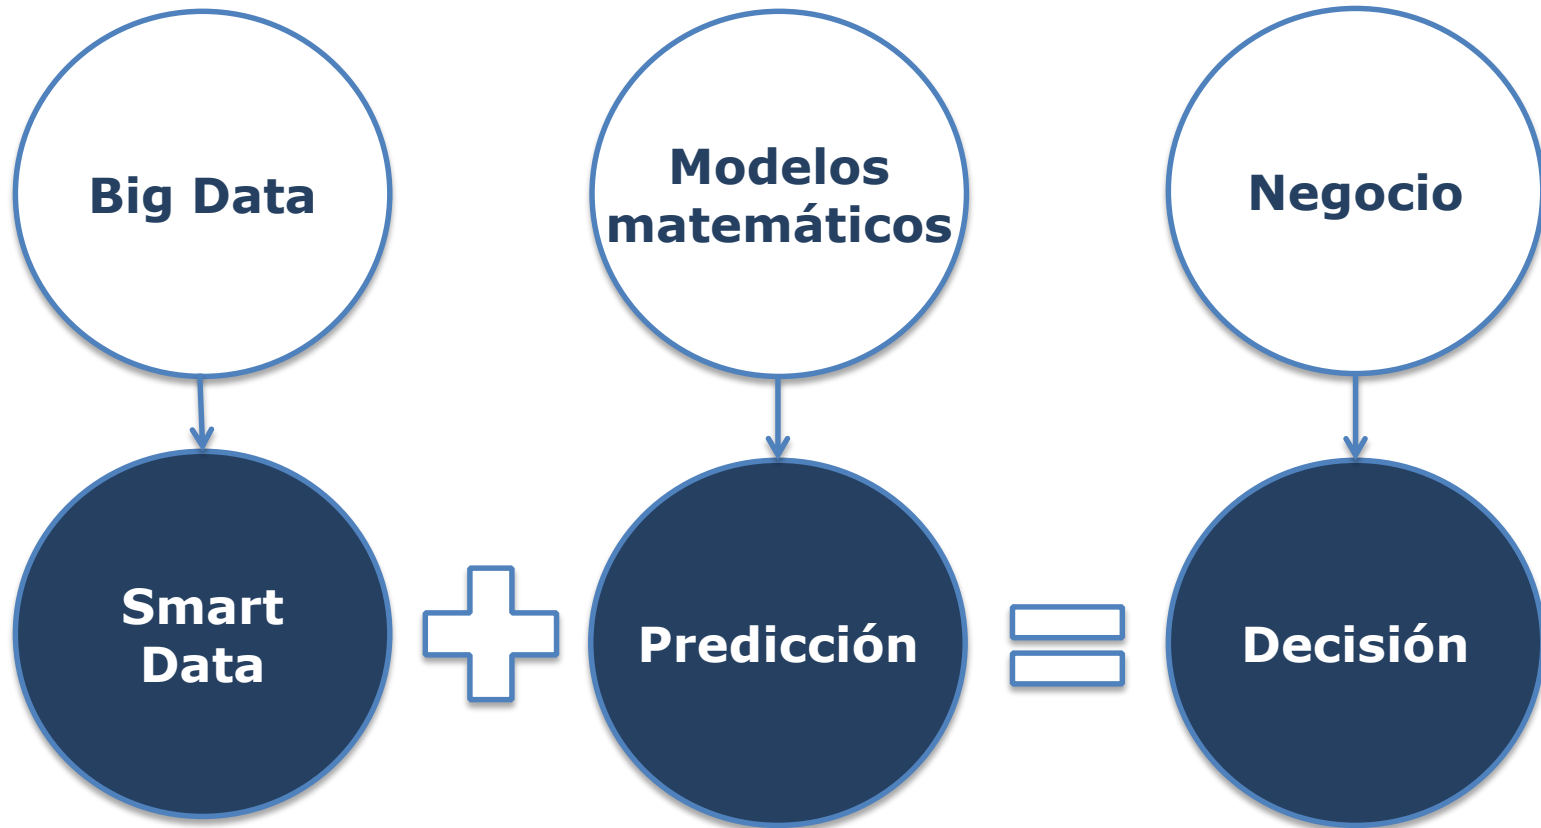 Big Data
Modelos
matemáticos
Negocio
Smart
Data
Predicción
Decisión